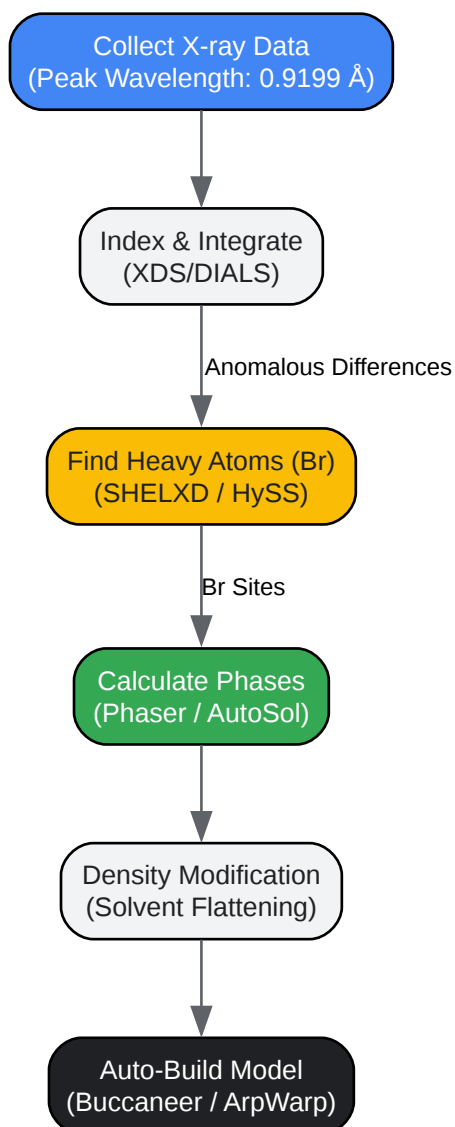 Collect X-ray Data
(Peak Wavelength: 0.9199 Å)
Index & Integrate
(XDS/DIALS)
Anomalous Differences
Find Heavy Atoms (Br)
(SHELXD / HySS)
Br Sites
Calculate Phases
(Phaser / AutoSol)
Density Modification
(Solvent Flattening)
Auto-Build Model
(Buccaneer / ArpWarp)